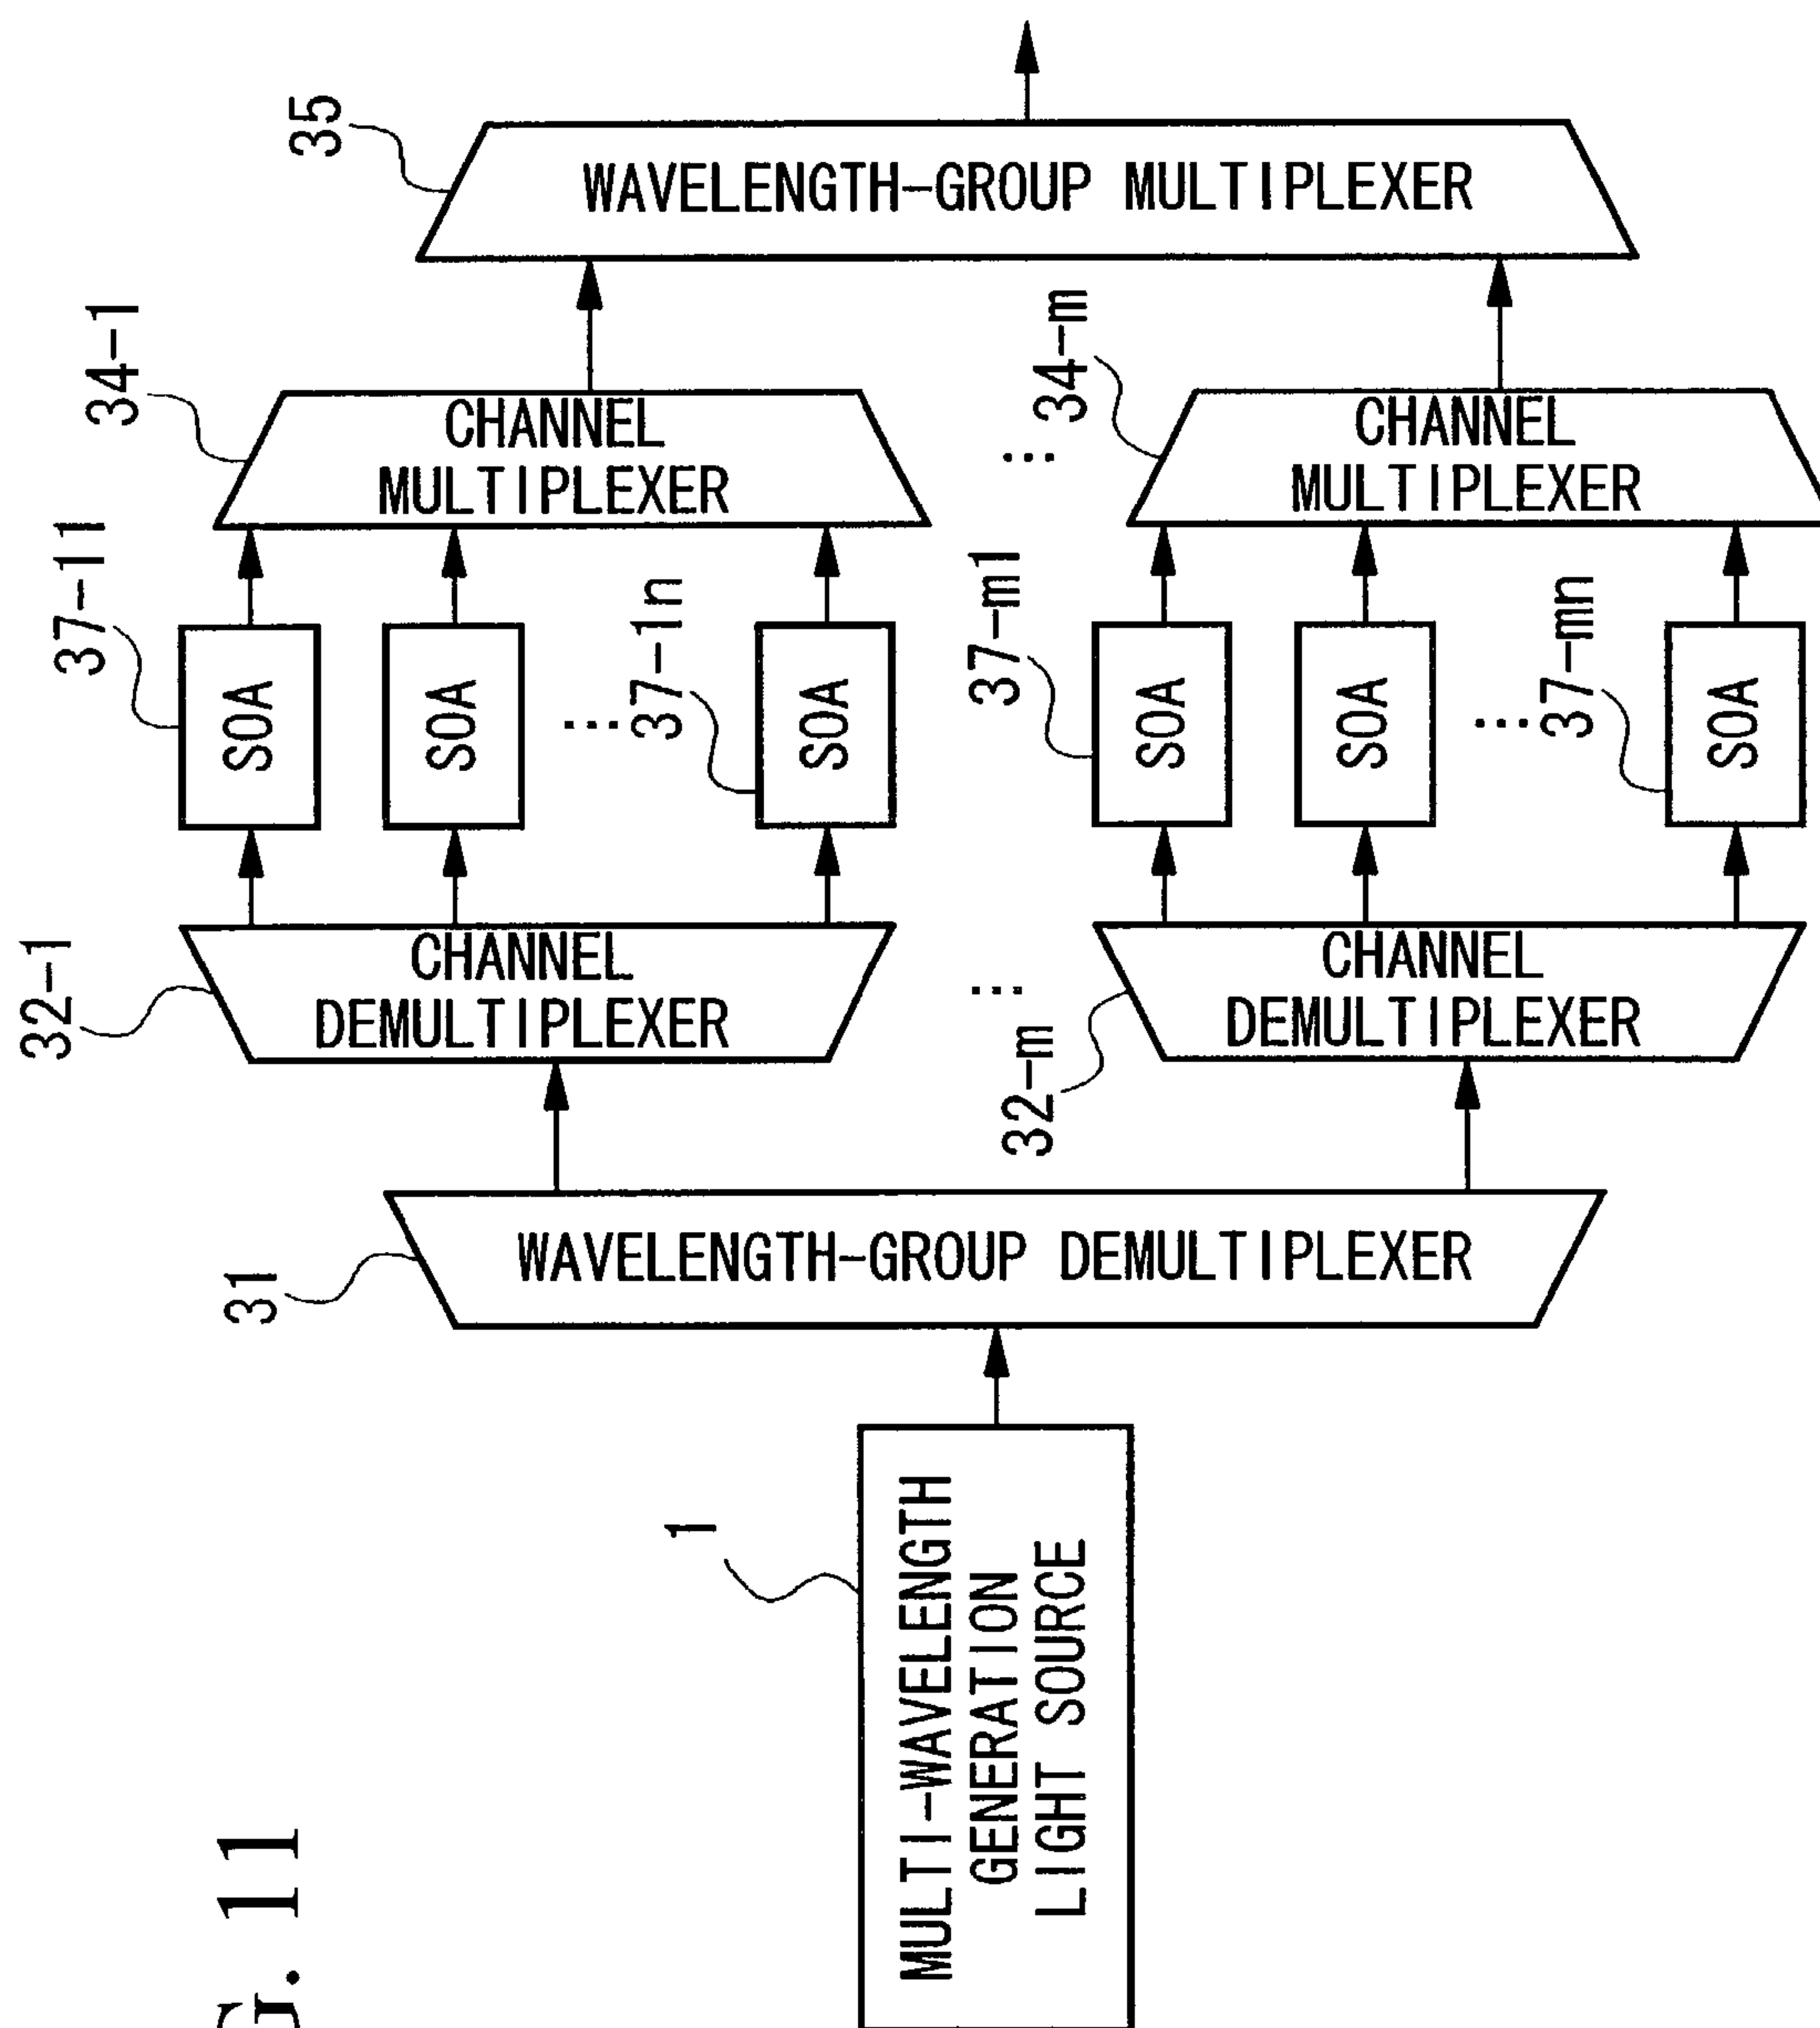 G. 11
1
MULTI-WAVELENGTH
GENERATION
LIGHT SOURCE
31
WAVELENGTH-GROUP DEMULTIPLEXER
32-1
CHANNEL
DEMULTIPLEXER
...
32-m
CHANNEL
DEMULTIPLEXER
37-11
SOA
SOA
...
37-1n
SOA
37-m1
SOA
SOA
...
37-mn
SOA
34-1
CHANNEL
MULTIPLEXER
...
34-m
CHANNEL
MULTIPLEXER
35
WAVELENGTH-GROUP MULTIPLEXER